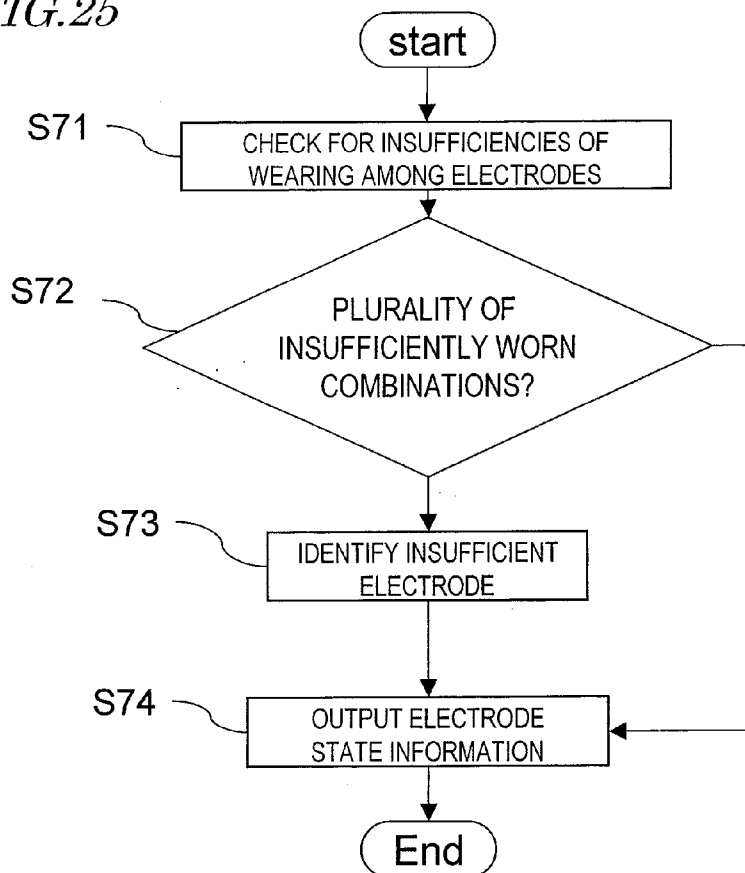 TG.25
start
S71
CHECK FOR INSUFFICIENCIES OF
WEARING AMONG ELECTRODES
S72
PLURALITY OF
INSUFFICIENTLY WORN
COMBINATIONS?
S73
IDENTIFY INSUFFICIENT
ELECTRODE
S74
OUTPUT ELECTRODE
STATE INFORMATION
End